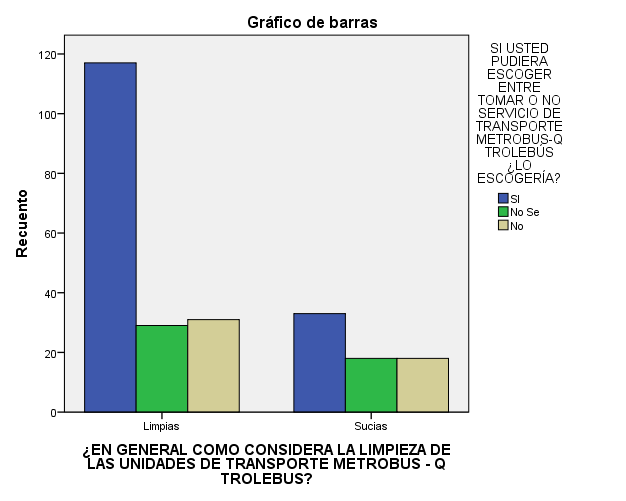 Gráfico de barras
120
100
80
60
40
20
0
Recuento
Limpias
Sucias
¿EN GENERAL COMO CONSIDERA LA LIMPIEZA DE
LAS UNIDADES DE TRANSPORTE METROBUS - Q
TROLEBUS?
SI USTED
PUDIERA
ESCOGER
ENTRE
TOMAR O NO
SERVICIO DE
TRANSPORTE
METROBUS-Q
TROLEBUS
¿LO
ESCOGERÍA?
SI
No Se
No